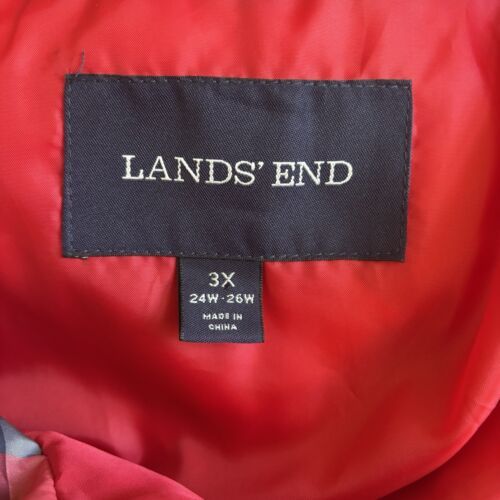 LANDS' END
3X
24W - 26W
MADE IN
CHINA